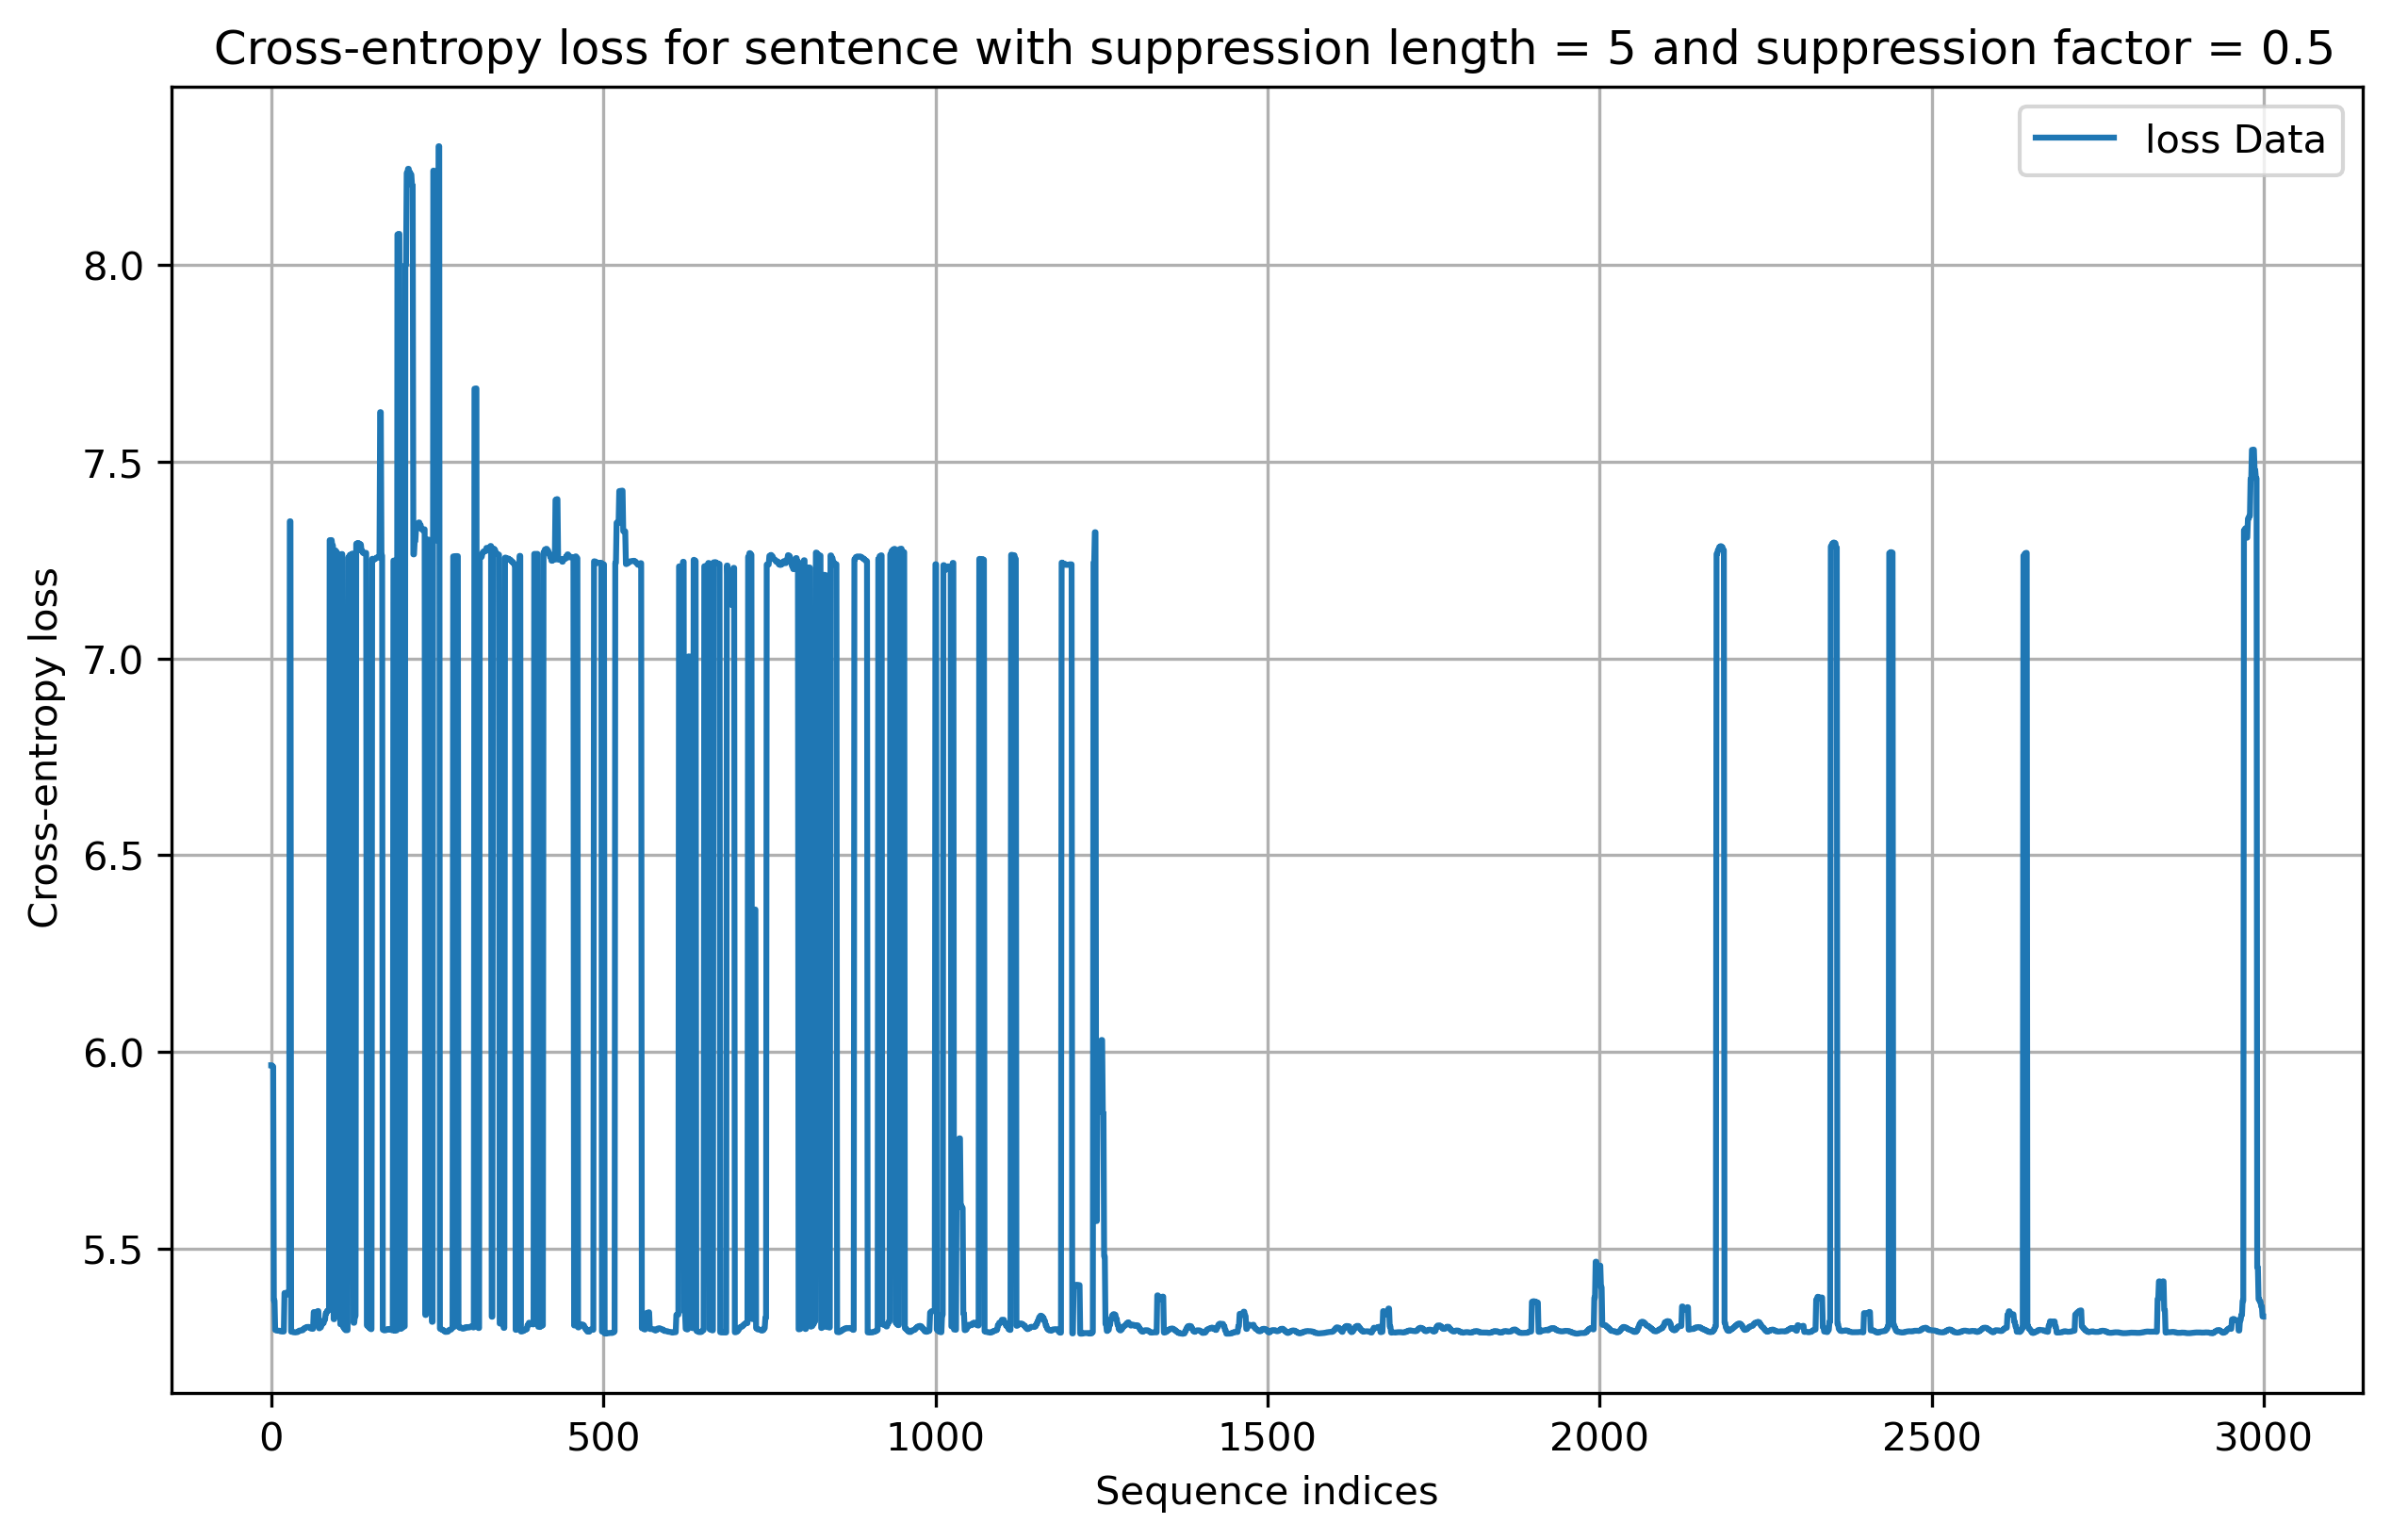 Cross-entropy loss for sentence with suppression length = 5 and suppression factor = 0.5
loss Data
Cross-entropy loss
8.0
7.5
7.0
6.5
6.0
5.5
0 500 1000 1500 2000 2500 3000
Sequence indices